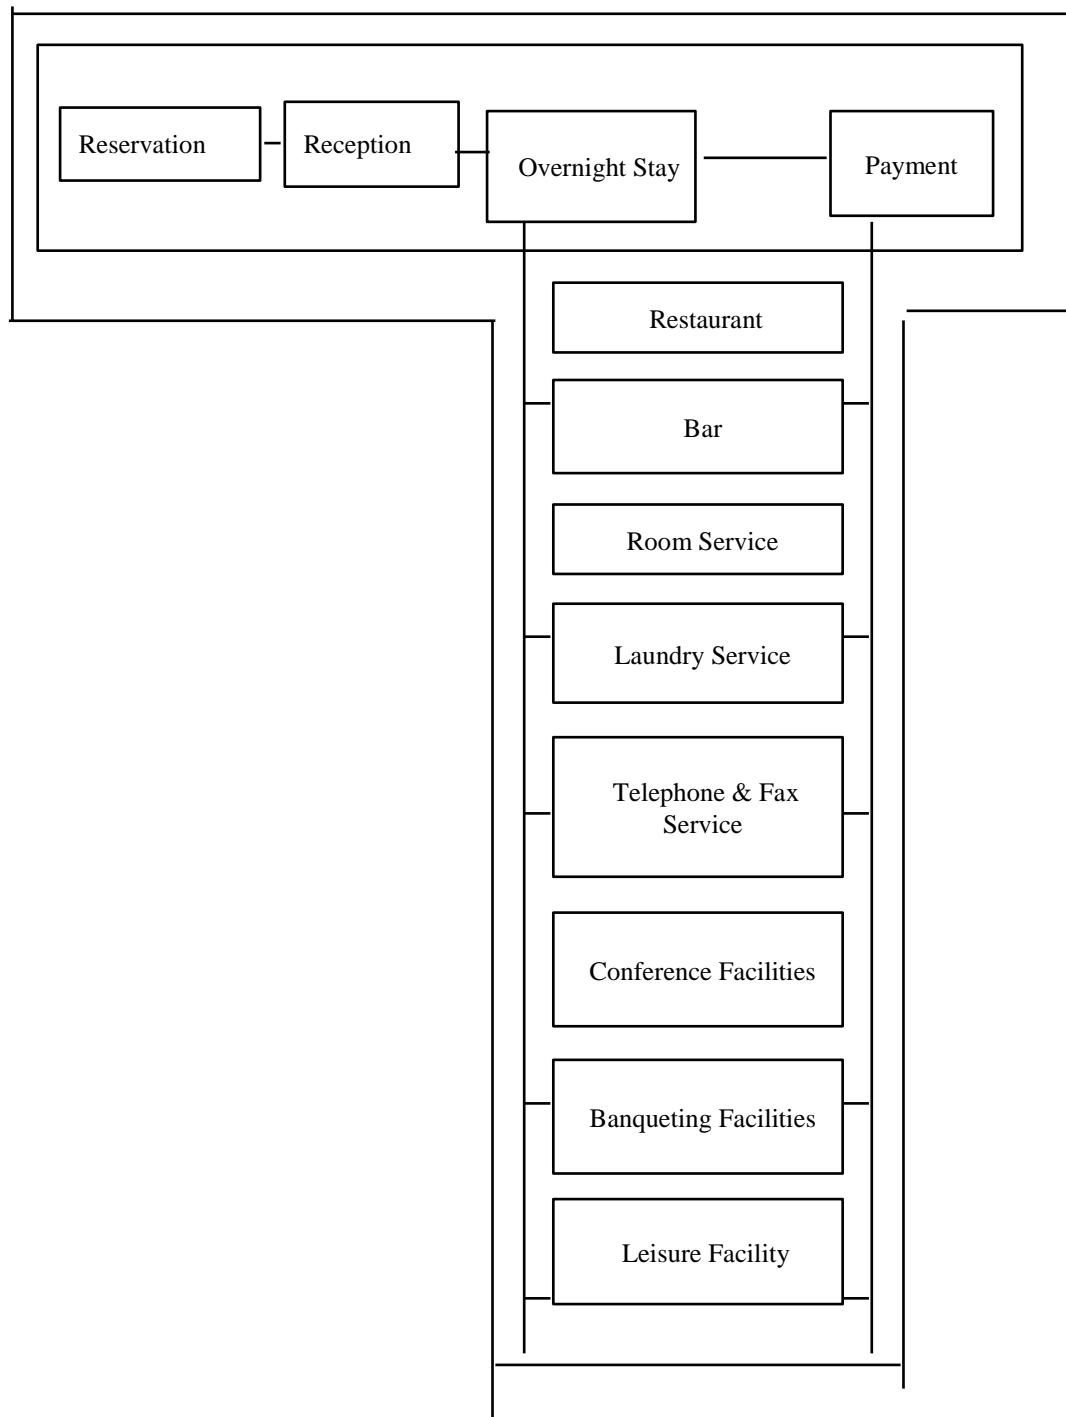 Reservation
Reception
Overnight Stay
Payment
Restaurant
Bar
Room Service
Laundry Service
Telephone & Fax
Service
Conference Facilities
Banqueting Facilities
Leisure Facility